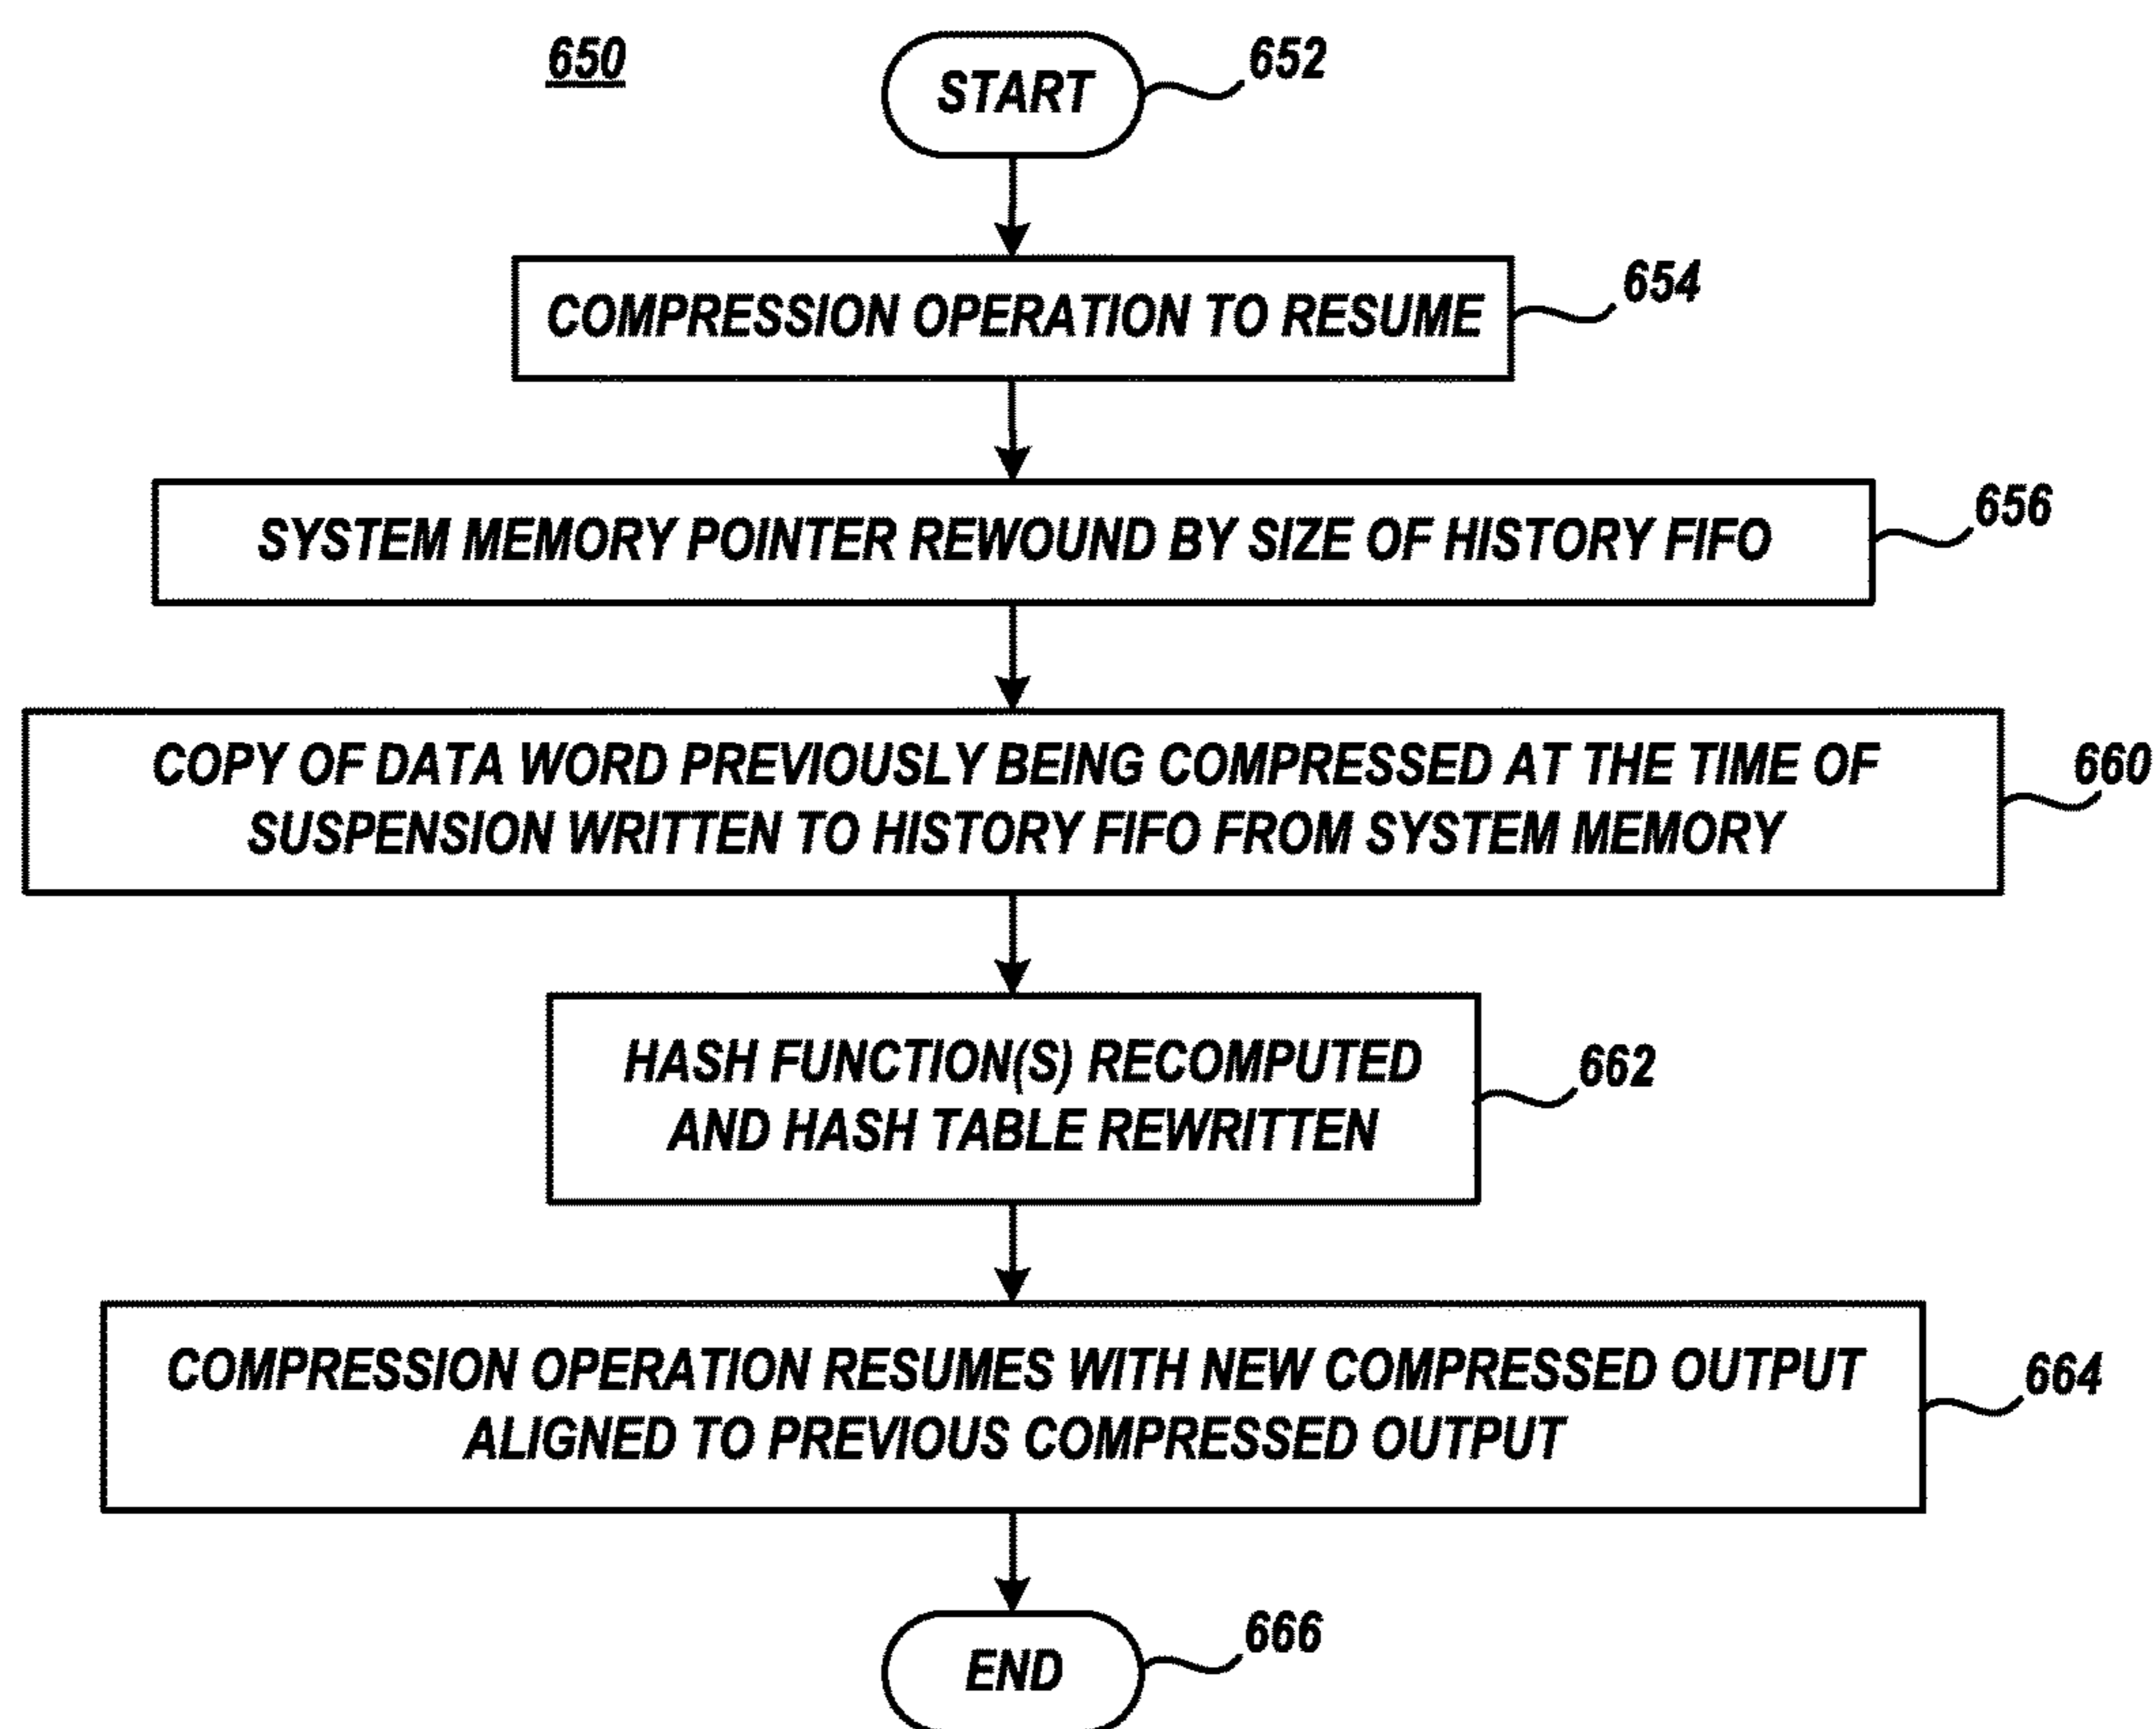 650
START
652
COMPRESSION OPERATION TO RESUME
654
SYSTEM MEMORY POINTER REWOUND BY SIZE OF HISTORY FIFO
656
COPY OF DATA WORD PREVIOUSLY BEING COMPRESSED AT THE TIME OF
SUSPENSION WRITTEN TO HISTORY FIFO FROM SYSTEM MEMORY
660
HASH FUNCTION(S) RECOMPUTED
AND HASH TABLE REWRITTEN
662
COMPRESSION OPERATION RESUMES WITH NEW COMPRESSED OUTPUT
ALIGNED TO PREVIOUS COMPRESSED OUTPUT
664
END
666